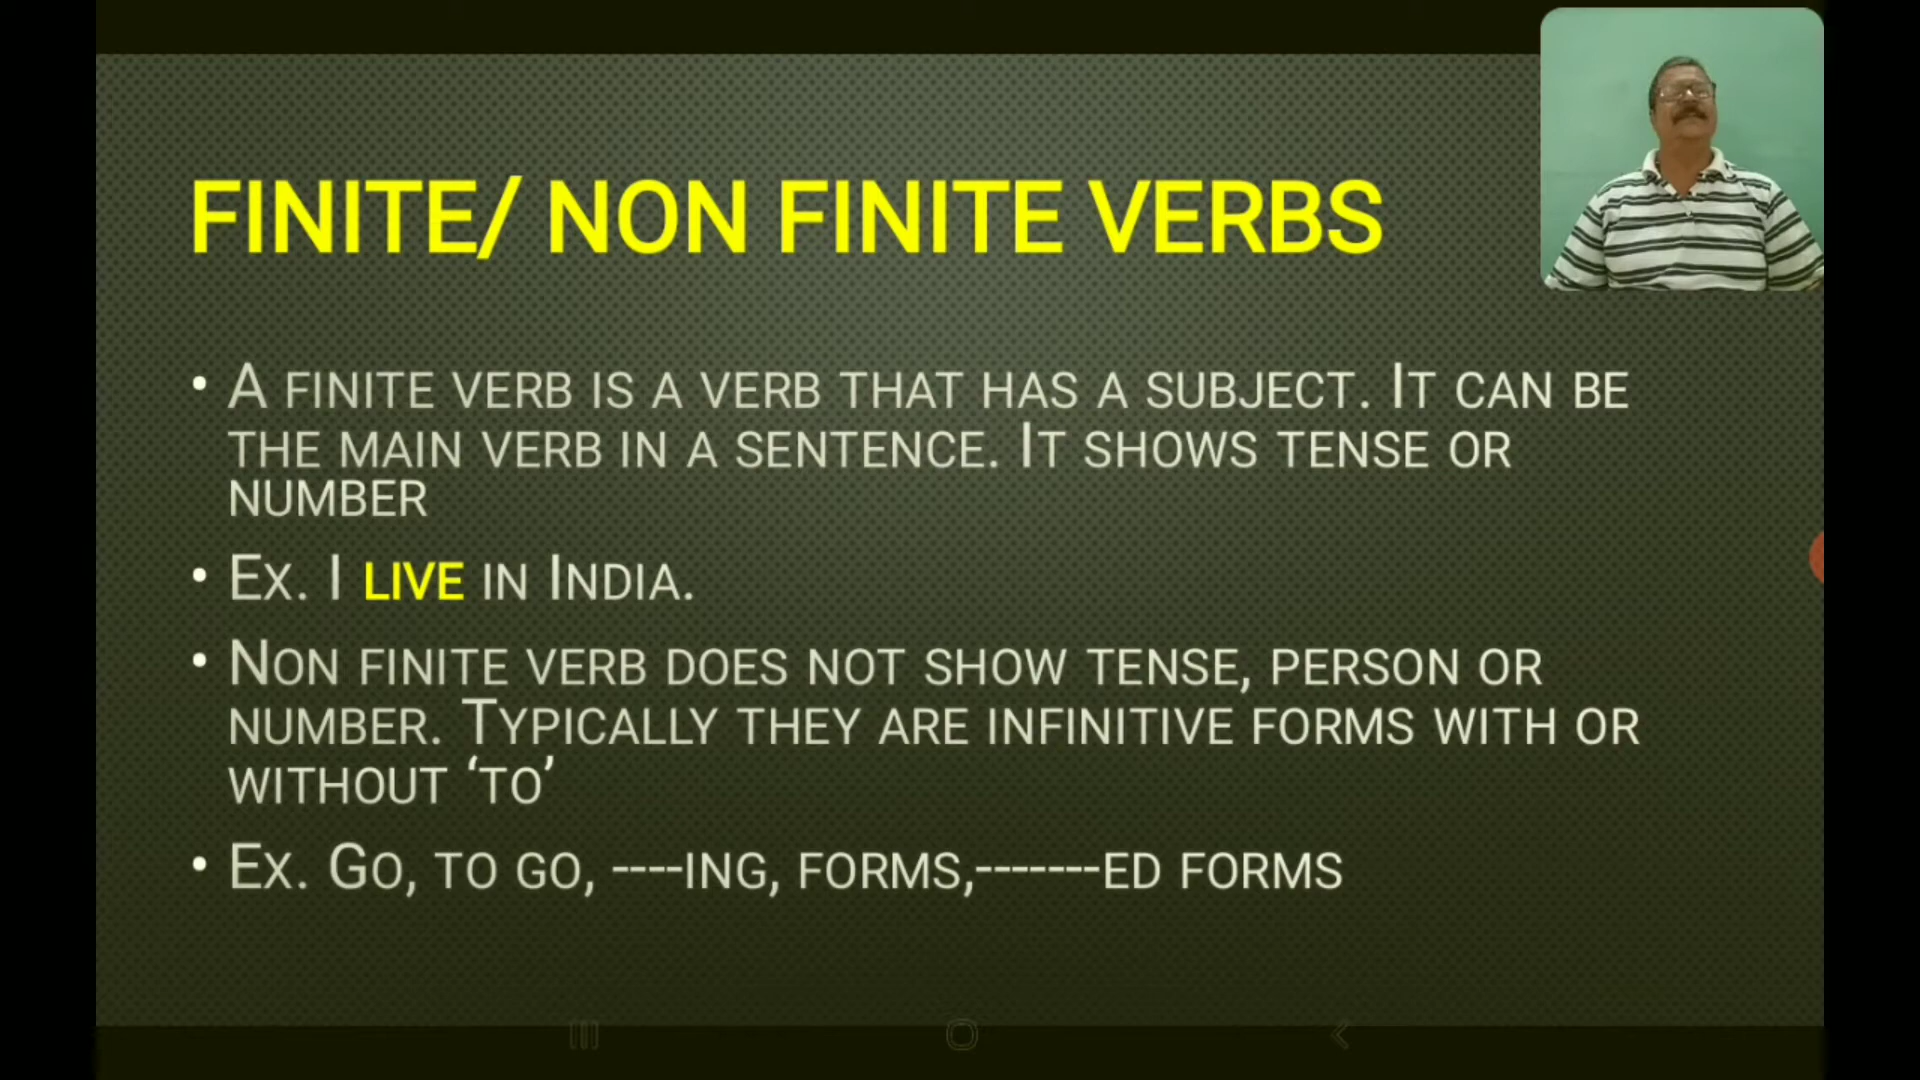 FINITE/ NON FINITE VERBS
• A FINITE VERB IS A VERB THAT HAS A SUBJECT. IT CAN BE
THE MAIN VERB IN A SENTENCE. IT SHOWS TENSE OR
NUMBER
• EX. I LIVE IN INDIA.
• NON FINITE VERB DOES NOT SHOW TENSE, PERSON OR
NUMBER. TYPICALLY THEY ARE INFINITIVE FORMS WITH OR
WITHOUT ‘TO’
• EX. GO, TO GO, ----ING, FORMS,-------ED FORMS